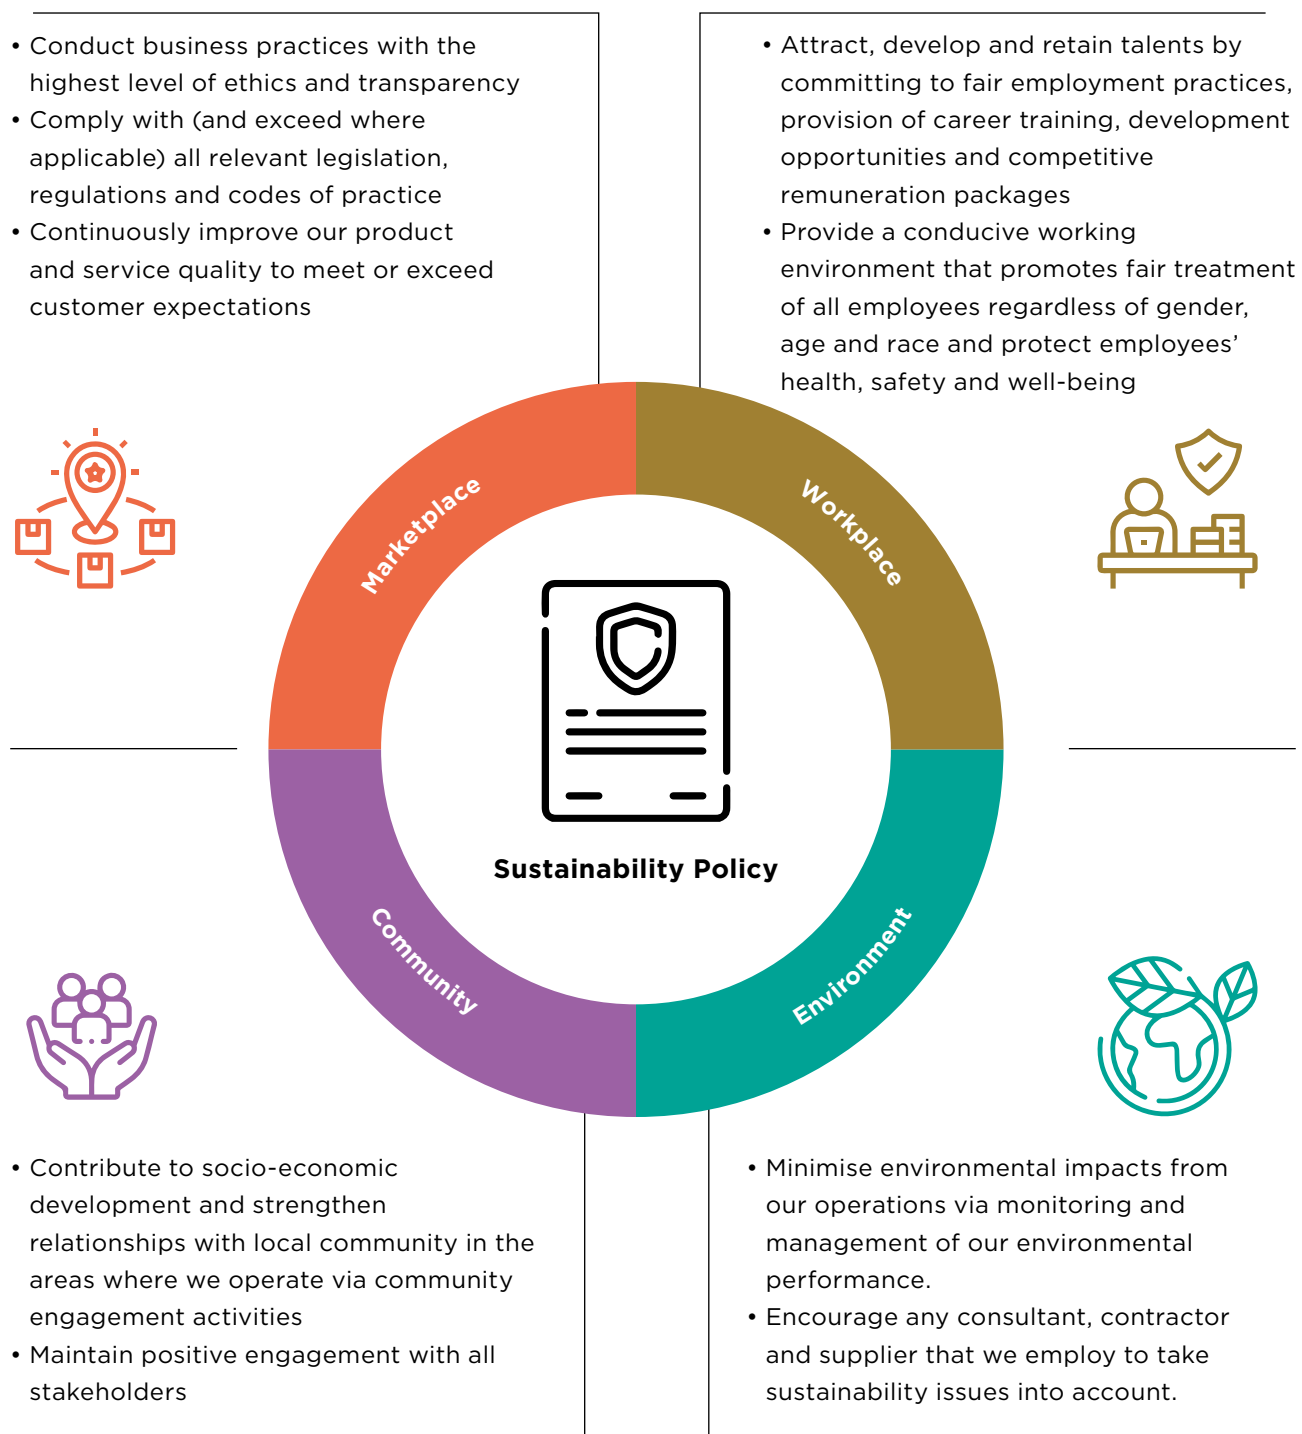 • Conduct business practices with the
highest level of ethics and transparency
• Comply with (and exceed where
applicable) all relevant legislation,
regulations and codes of practice
• Continuously improve our product
and service quality to meet or exceed
customer expectations
• Attract, develop and retain talents by
committing to fair employment practices,
provision of career training, development
opportunities and competitive
remuneration packages
• Provide a conducive working
environment that promotes fair treatment
of all employees regardless of gender,
age and race and protect employees’
health, safety and well-being
Marketplace
Workplace
Sustainability Policy
Community
Environment
• Contribute to socio-economic
development and strengthen
relationships with local community in the
areas where we operate via community
engagement activities
• Maintain positive engagement with all
stakeholders
• Minimise environmental impacts from
our operations via monitoring and
management of our environmental
performance.
• Encourage any consultant, contractor
and supplier that we employ to take
sustainability issues into account.